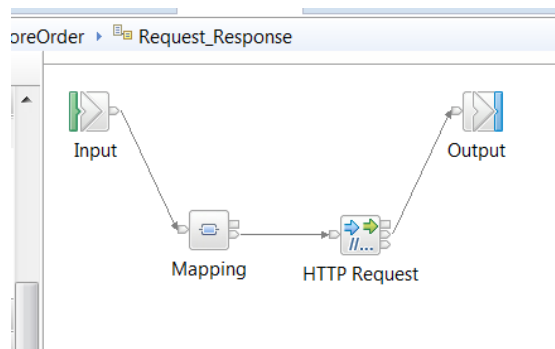 oreOrder Request_Response
Input
Output
Mapping
HTTP Request
//...